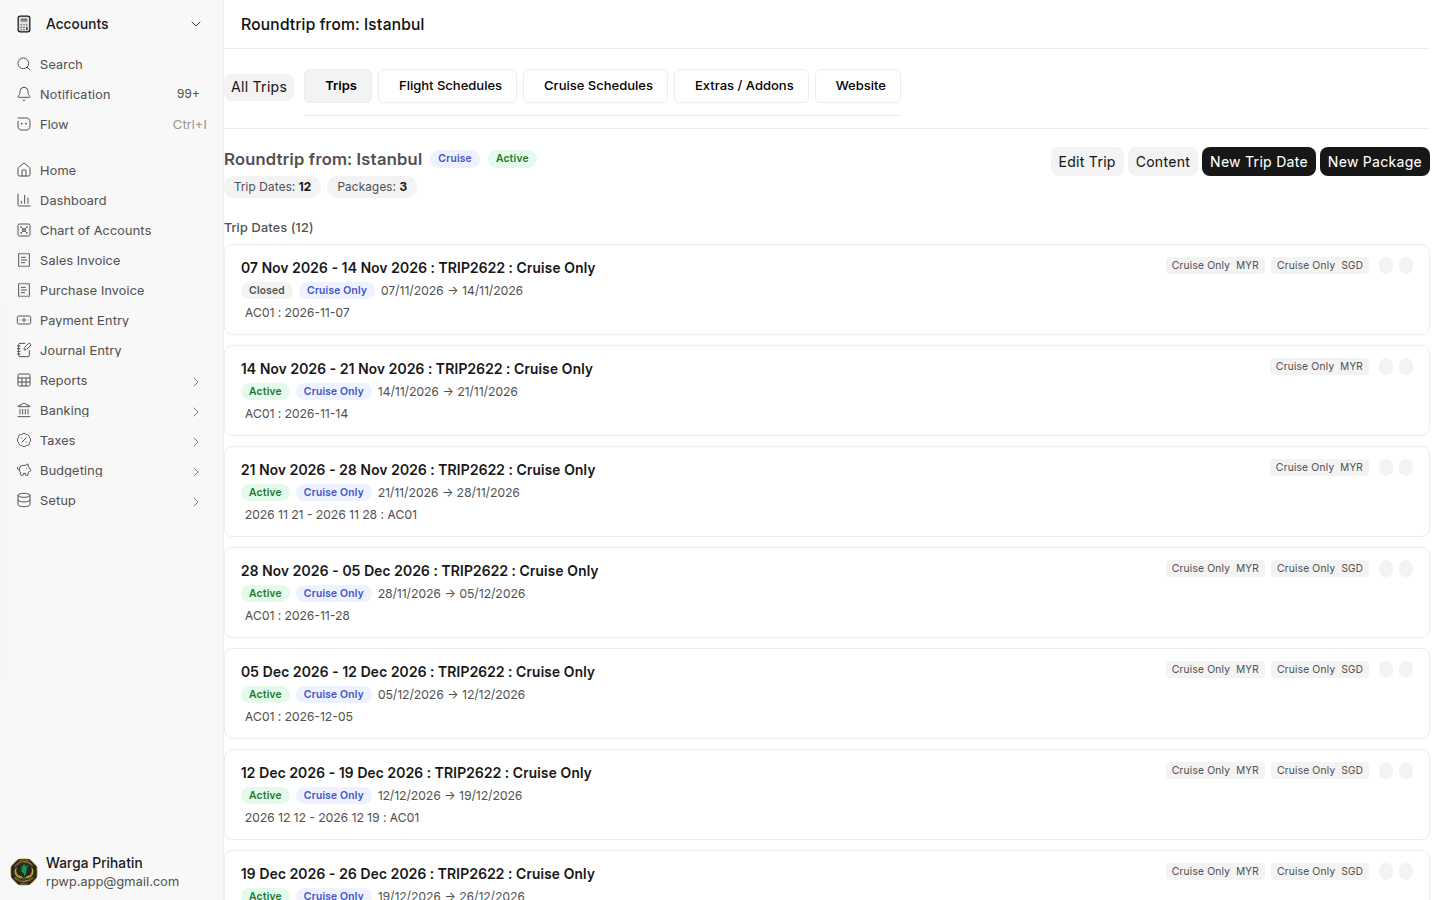 Accounts
Search
Notification 99+
Flow Ctrl+I
Home
Dashboard
Chart of Accounts
Sales Invoice
Purchase Invoice
Payment Entry
Journal Entry
Reports
Banking
Taxes
Budgeting
Setup
Warga Prihatin
rpwp.app@gmail.com
Roundtrip from: Istanbul
All Trips Trips Flight Schedules Cruise Schedules Extras / Addons Website
Roundtrip from: Istanbul Cruise Active
Edit Trip Content New Trip Date New Package
Trip Dates: 12 Packages: 3
Trip Dates (12)
07 Nov 2026 - 14 Nov 2026 : TRIP2622 : Cruise Only
Cruise Only MYR Cruise Only SGD
Closed Cruise Only 07/11/2026 → 14/11/2026
AC01 : 2026-11-07
14 Nov 2026 - 21 Nov 2026 : TRIP2622 : Cruise Only
Cruise Only MYR
Active Cruise Only 14/11/2026 → 21/11/2026
AC01 : 2026-11-14
21 Nov 2026 - 28 Nov 2026 : TRIP2622 : Cruise Only
Cruise Only MYR
Active Cruise Only 21/11/2026 → 28/11/2026
2026 11 21 - 2026 11 28 : AC01
28 Nov 2026 - 05 Dec 2026 : TRIP2622 : Cruise Only
Cruise Only MYR Cruise Only SGD
Active Cruise Only 28/11/2026 → 05/12/2026
AC01 : 2026-11-28
05 Dec 2026 - 12 Dec 2026 : TRIP2622 : Cruise Only
Cruise Only MYR Cruise Only SGD
Active Cruise Only 05/12/2026 → 12/12/2026
AC01 : 2026-12-05
12 Dec 2026 - 19 Dec 2026 : TRIP2622 : Cruise Only
Cruise Only MYR Cruise Only SGD
Active Cruise Only 12/12/2026 → 19/12/2026
2026 12 12 - 2026 12 19 : AC01
19 Dec 2026 - 26 Dec 2026 : TRIP2622 : Cruise Only
Cruise Only MYR Cruise Only SGD
Active Cruise Only 19/12/2026 → 26/12/2026